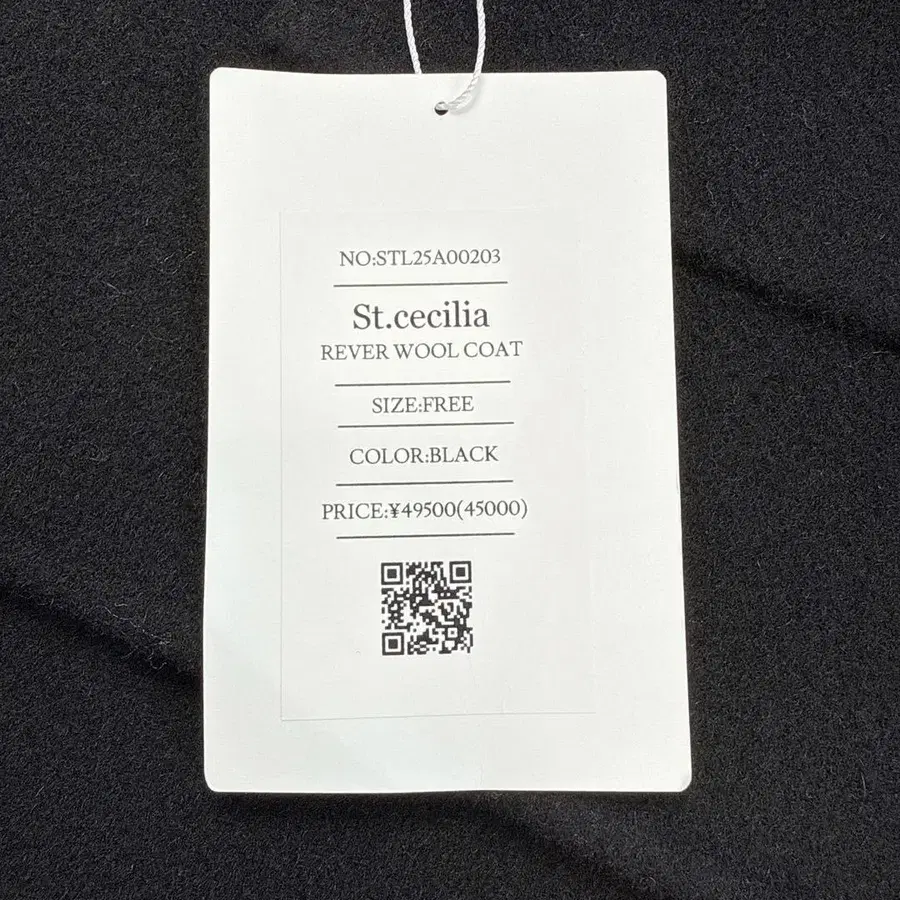 NO:STL25A00203
St.cecilia
REVER WOOL COAT
SIZE:FREE
COLOR:BLACK
PRICE:¥49500(45000)